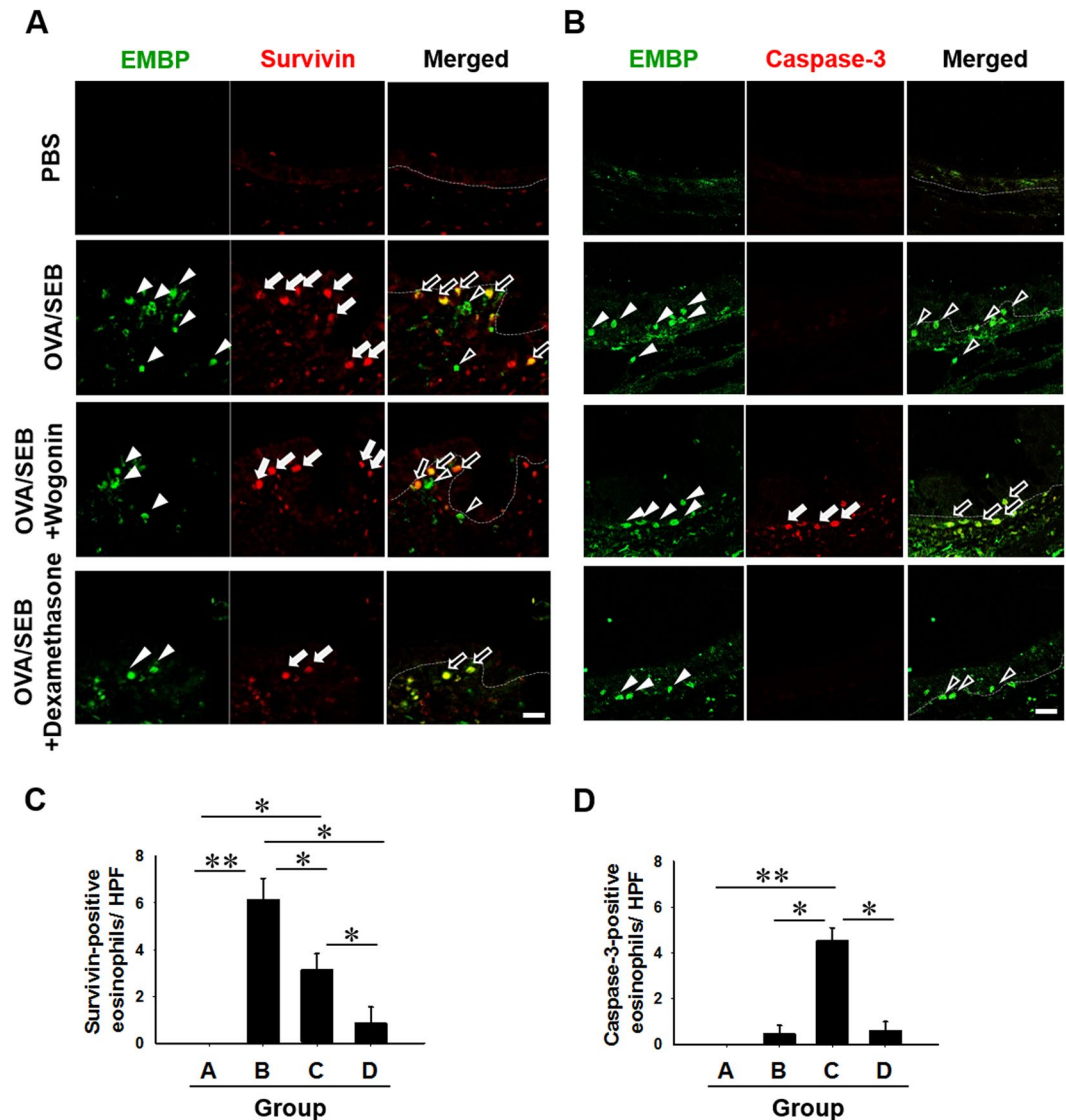 A
EMBP Survivin Merged
PBS
OVA/SEB
OVA/SEB
+Wogonin
OVA/SEB
+Dexamethasone
B
EMBP Caspase-3 Merged
C
Survivin-positive
eosinophils/ HPF
8
6
4
2
0
*
*
** *
*
A B C D
Group
D
Caspase-3-positive
eosinophils/ HPF
8
6
4
2
0
**
* *
A B C D
Group